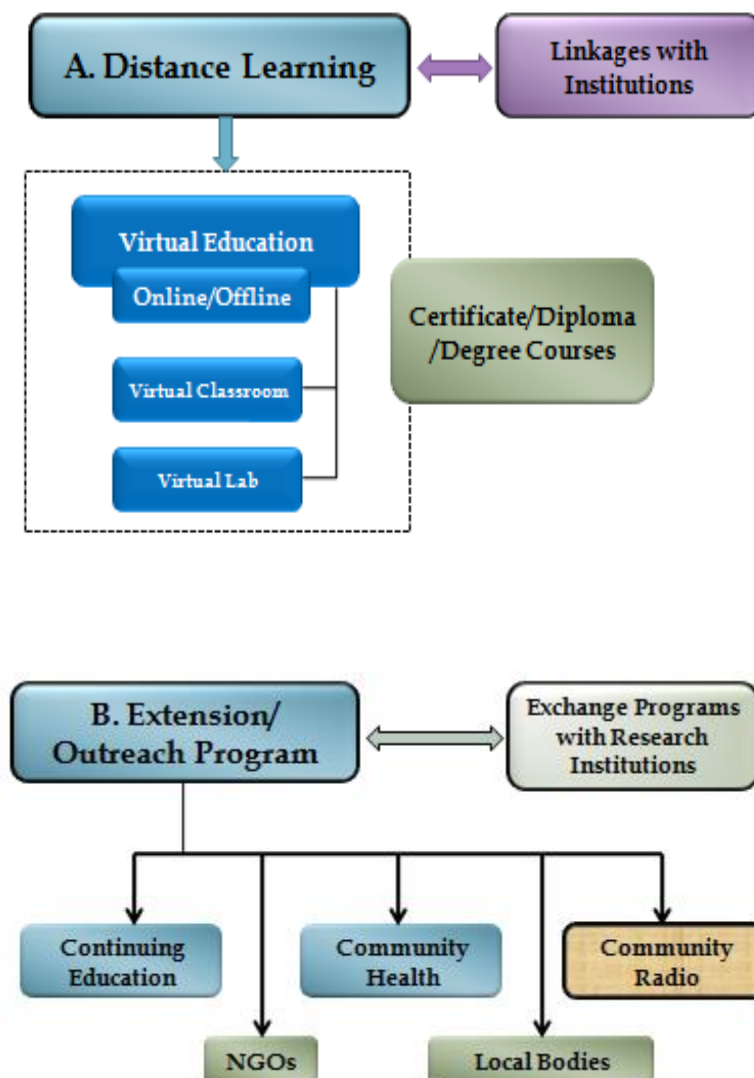 A. Distance Learning
Linkages with
Institutions
Virtual Education
Online/Offline
Virtual Classroom
Virtual Lab
Certificate/Diploma
/Degree Courses
B. Extension/
Outreach Program
Exchange Programs
with Research
Institutions
Continuing
Education
Community
Health
Community
Radio
NGOs
Local Bodies